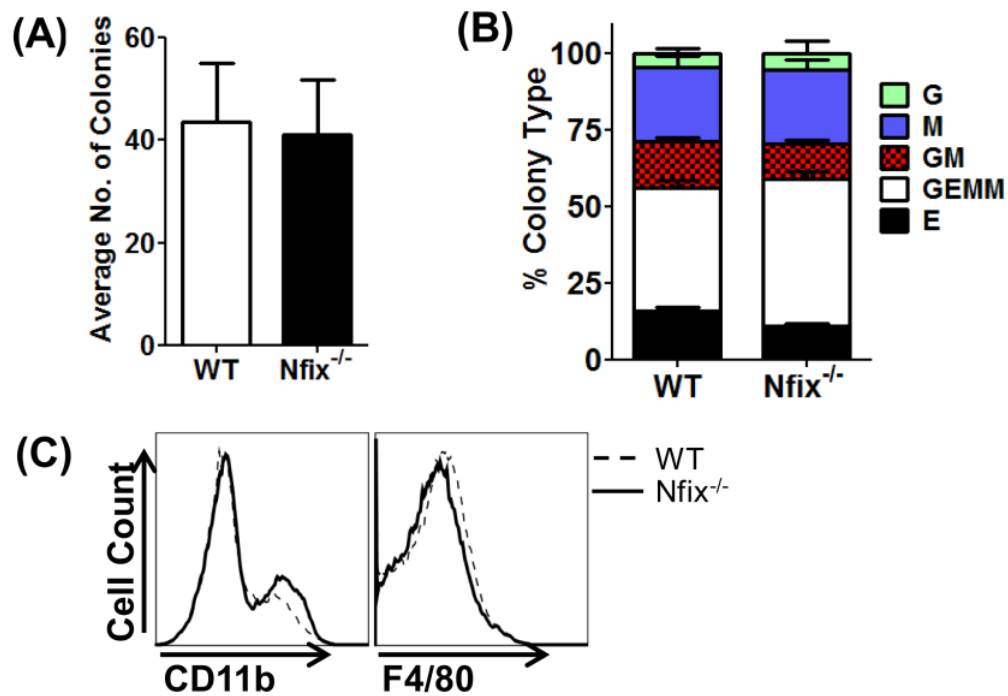 (A)
Average No. of Colonies
60
40
20
0
WT
Nfix-/-
(B)
% Colony Type
100
75
50
25
0
WT
Nfix-/-
G
M
GM
GEMM
E
(C)
Cell Count
CD11b
F4/80
WT
Nfix-/-